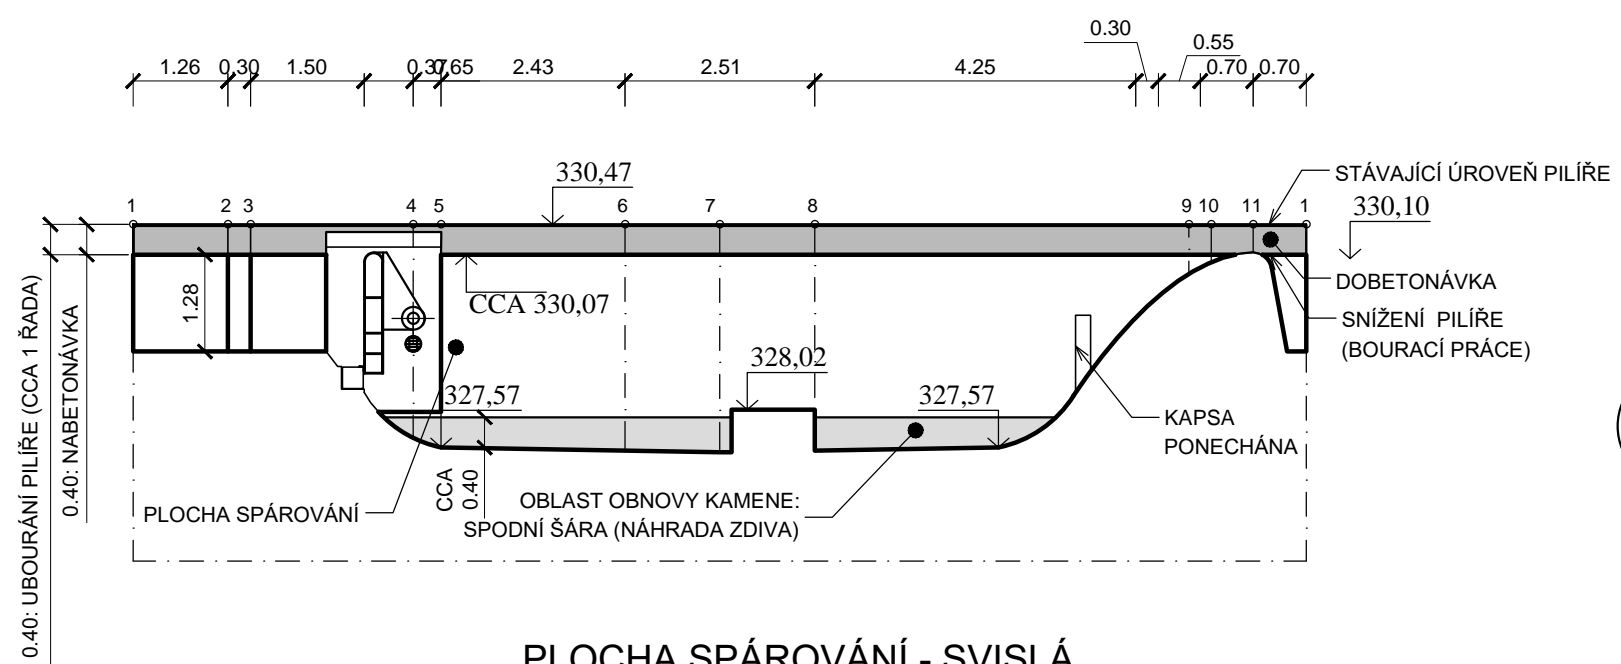 0.30
0.55
1.26 0.30 1.50 0.37 0.65 2.43 2.51 4.25 0.70 0.70
330,47
STÁVAJÍCÍ ÚROVEŇ PILÍŘE
330,10
1 2 3 4 5 6 7 8 9 10 11 1
DOBETONÁVKA
SNÍŽENÍ PILÍŘE
(BOURACÍ PRÁCE)
CCA 330,07
1.28
328,02
327,57
327,57
KAPSA
PONECHÁNA
CCA
0.40
PLOCHA SPÁROVÁNÍ
OBLAST OBNOVY KAMENE:
SPODNÍ ŠÁRA (NÁHRADA ZDIVA)
0.40: UBOURÁNÍ PILÍŘE (CCA 1 ŘADA)
0.40: NABETONÁVKA
PLOCHA SPÁROVÁNÍ - SVISLÁ